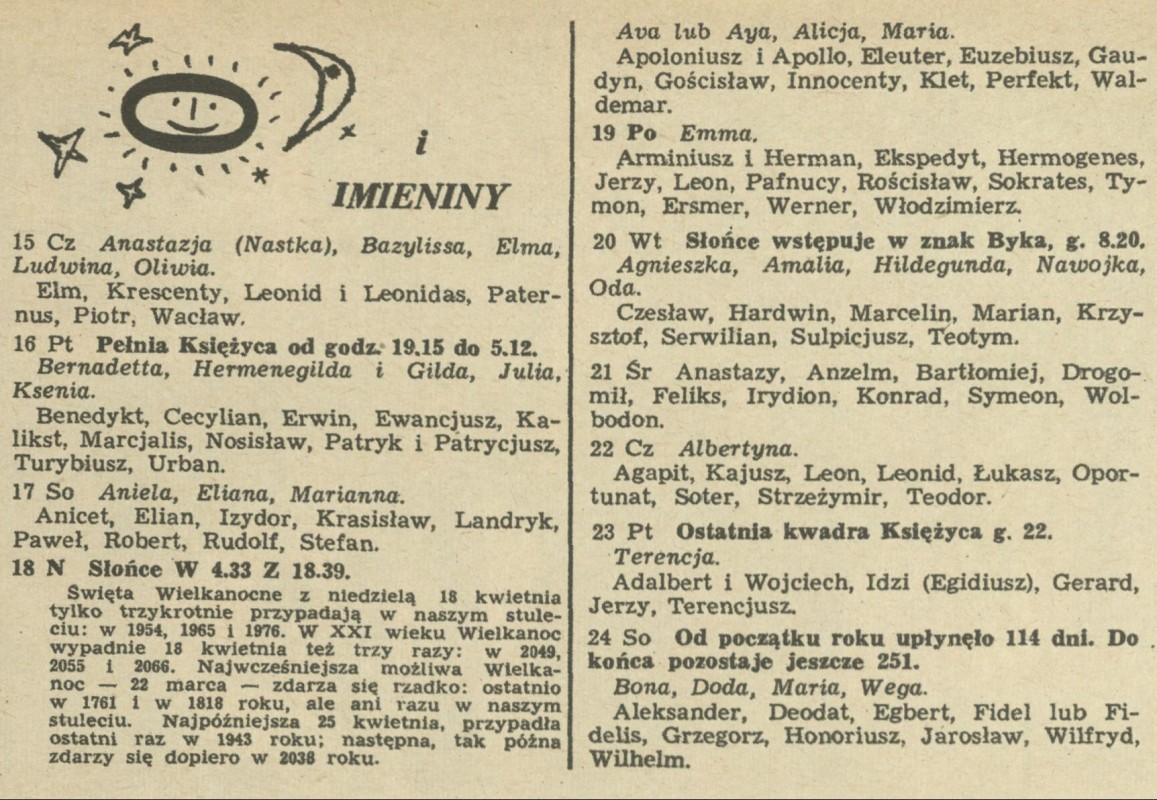 i
IMIENINY
15 Cz Anastazja (Nastka), Bazylissa, Elma,
Ludwina, Oliwia.
Elm, Krescenty, Leonid i Leonidas, Pater-
nus, Piotr, Wacław.
16 Pt Pełnia Księżyca od godz. 19.15 do 5.12.
Bernadetta, Hermenegilda i Gilda, Julia,
Ksenia.
Benedykt, Cecylian, Erwin, Ewancjusz, Ka-
likst, Marcjalis, Nosisław, Patryk i Patrycjusz,
Turybiusz, Urban.
17 So Aniela, Eliana, Marianna.
Anicet, Elian, Izydor, Krasisław, Landryk,
Paweł, Robert, Rudolf, Stefan.
18 N Słońce W 4.33 Z 18.39.
Święta Wielkanocne z niedzielą 18 kwietnia
tylko trzykrotnie przypadają w naszym stule-
ciu: w 1954, 1965 i 1976. W XXI wieku Wielkanoc
wypadnie 18 kwietnia też trzy razy: w 2049,
2055 i 2066. Najwcześniejsza możliwa Wielka-
noc — 22 marca — zdarza się rzadko: ostatnio
w 1761 i w 1818 roku, ale ani razu w naszym
stuleciu. Najpóźniejsza 25 kwietnia, przypadła
ostatni raz w 1943 roku; następna, tak późna
zdarzy się dopiero w 2038 roku.
Ava lub Aya, Alicja, Maria.
Apoloniusz i Apollo, Eleuter, Euzebiusz, Gau-
dyn, Gościsław, Innocenty, Klet, Perfekt, Wal-
demar.
19 Po Emma.
Arminiusz i Herman, Ekspedyt, Hermogenes,
Jerzy, Leon, Pafnucy, Rościsław, Sokrates, Ty-
mon, Ersmer, Werner, Włodzimierz.
20 Wt Słońce wstępuje w znak Byka, g. 8.20.
Agnieszka, Amalia, Hildegunda, Nawojka,
Oda.
Czesław, Hardwin, Marcelin, Marian, Krzy-
sztof, Serwilian, Sulpicjusz, Teotym.
21 Śr Anastazy, Anzelm, Bartłomiej, Drogo-
mił, Feliks, Irydion, Konrad, Symeon, Wol-
bodon.
22 Cz Albertyna.
Agapit, Kajusz, Leon, Leonid, Łukasz, Opor-
tunat, Soter, Strzeżymir, Teodor.
23 Pt Ostatnia kwadra Księżyca g. 22.
Terencja.
Adalbert i Wojciech, Idzi (Egidiusz), Gerard,
Jerzy, Terencjusz.
24 So Od początku roku upłynęło 114 dni. Do
końca pozostaje jeszcze 251.
Bona, Doda, Maria, Wega.
Aleksander, Deodat, Egbert, Fidel lub Fi-
delis, Grzegorz, Honoriusz, Jarosław, Wilfryd,
Wilhelm.